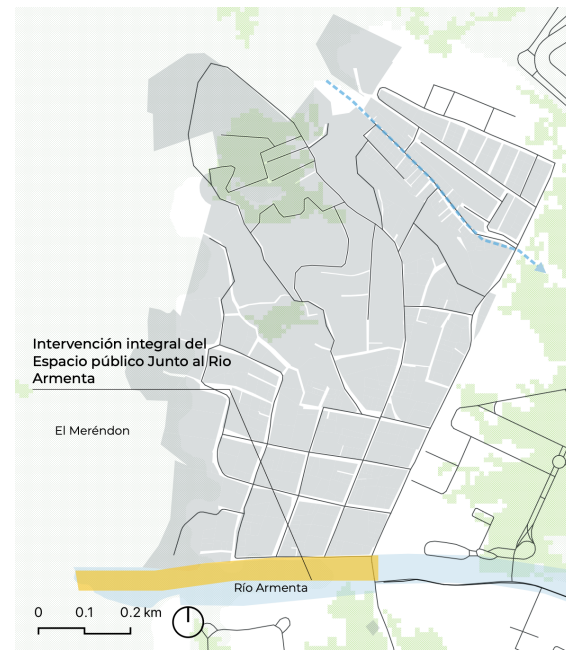 Intervención integral del
Espacio público Junto al Rio
Armenta
El Meréndon
Río Armenta
0 0.1 0.2 km